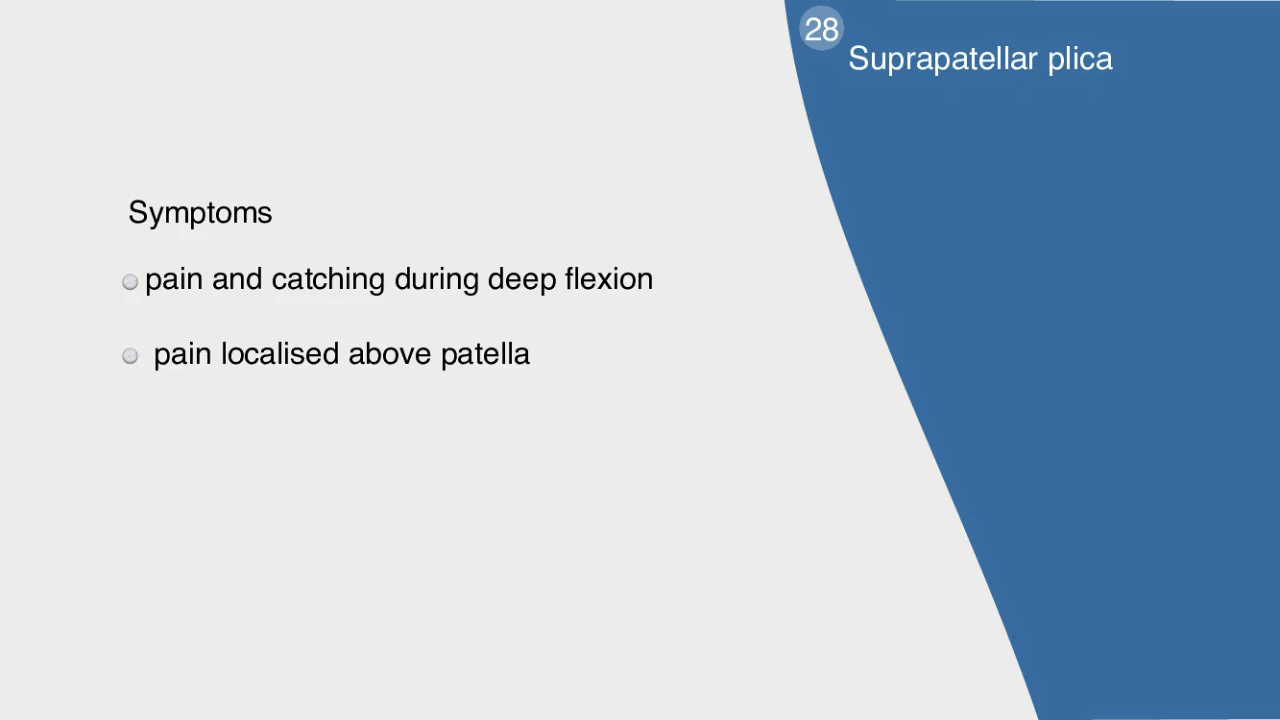 28
Suprapatellar plica
Symptoms
pain and catching during deep flexion
pain localised above patella